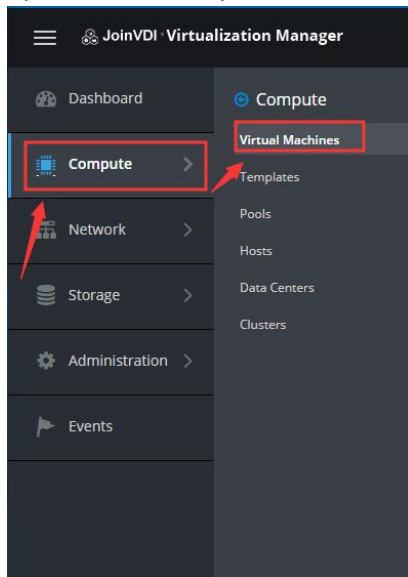 JoinVDI Virtualization Manager
Dashboard
Compute
Network
Storage
Administration
Events
Compute
Virtual Machines
Templates
Pools
Hosts
Data Centers
Clusters